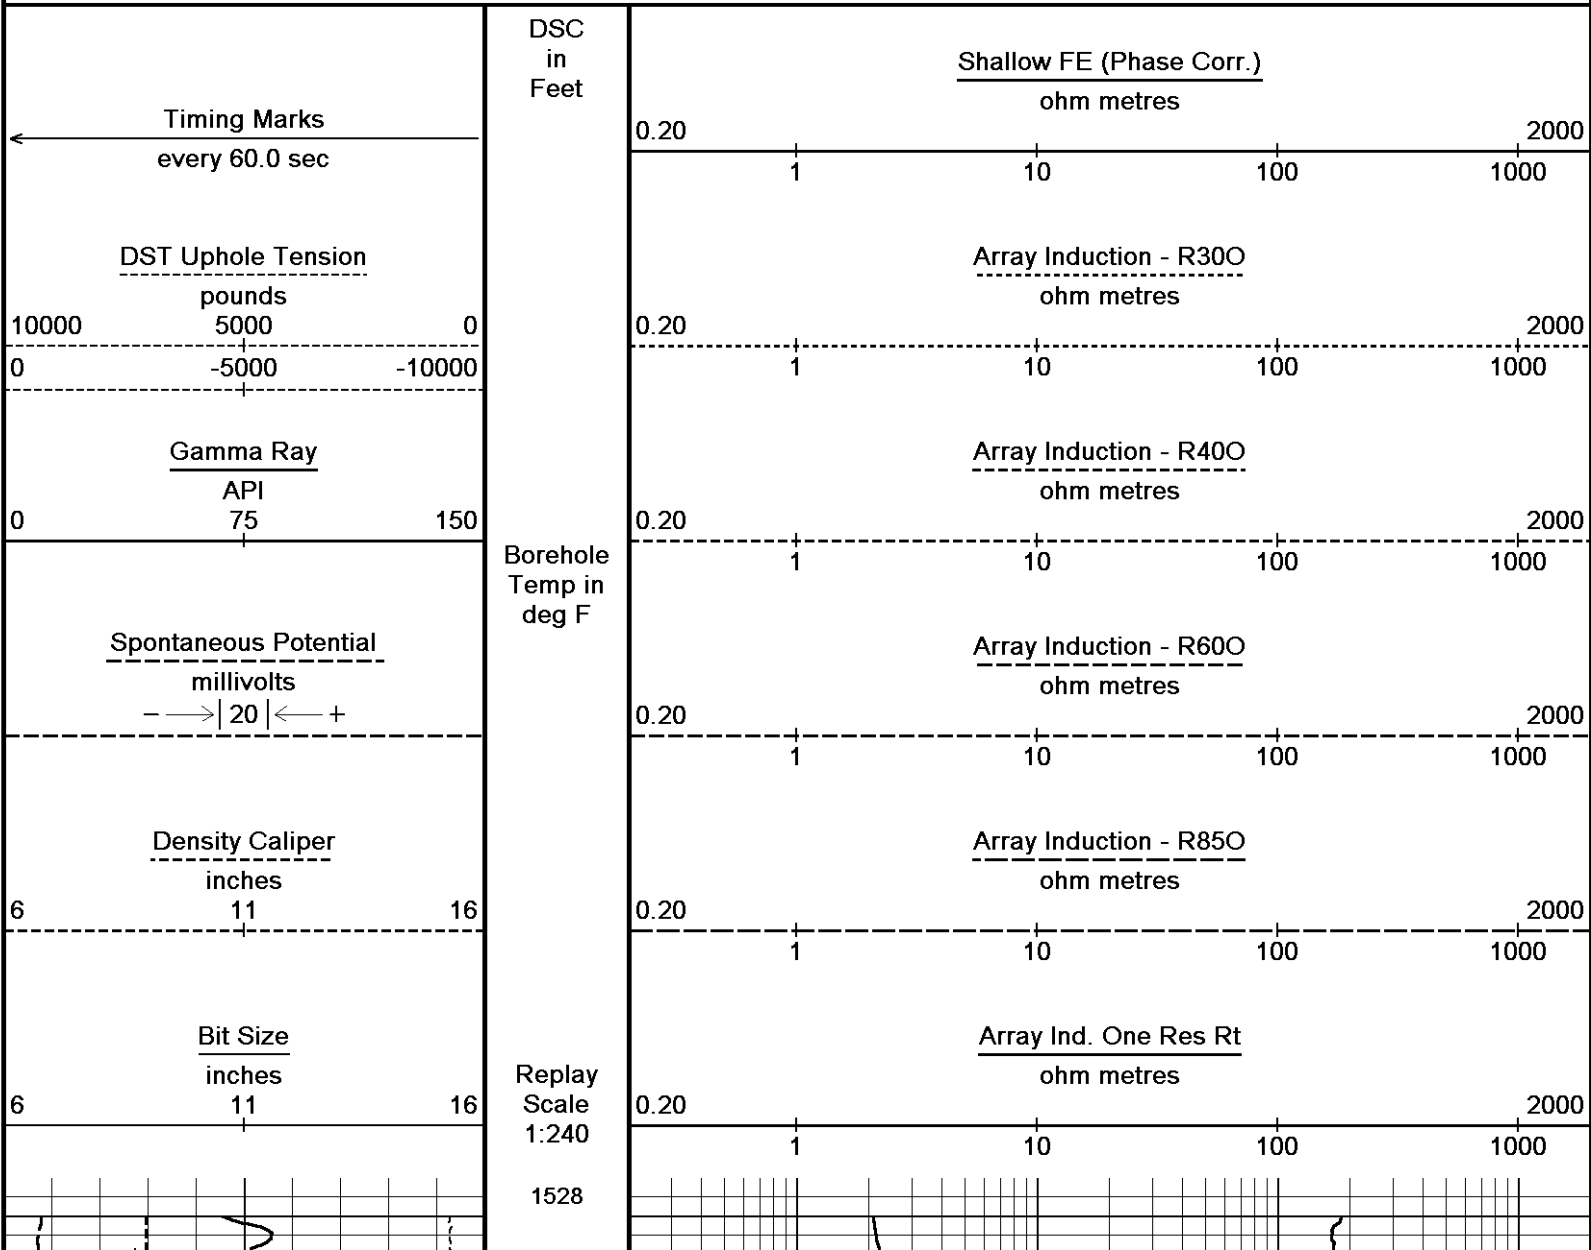 Timing Marks
every 60.0 sec
DST Uphole Tension
pounds
10000 5000 0
0 -5000 -10000
Gamma Ray
API
0 75 150
Spontaneous Potential
millivolts
- 20 +
Density Caliper
inches
6 11 16
Bit Size
inches
6 11 16
DSC
in
Feet
Borehole
Temp in
deg F
Replay
Scale
1:240
1528
Shallow FE (Phase Corr.)
ohm metres
0.20 2000
1 10 100 1000
Array Induction - R30O
ohm metres
0.20 2000
1 10 100 1000
Array Induction - R40O
ohm metres
0.20 2000
1 10 100 1000
Array Induction - R60O
ohm metres
0.20 2000
1 10 100 1000
Array Induction - R85O
ohm metres
0.20 2000
1 10 100 1000
Array Ind. One Res Rt
ohm metres
0.20 2000
1 10 100 1000